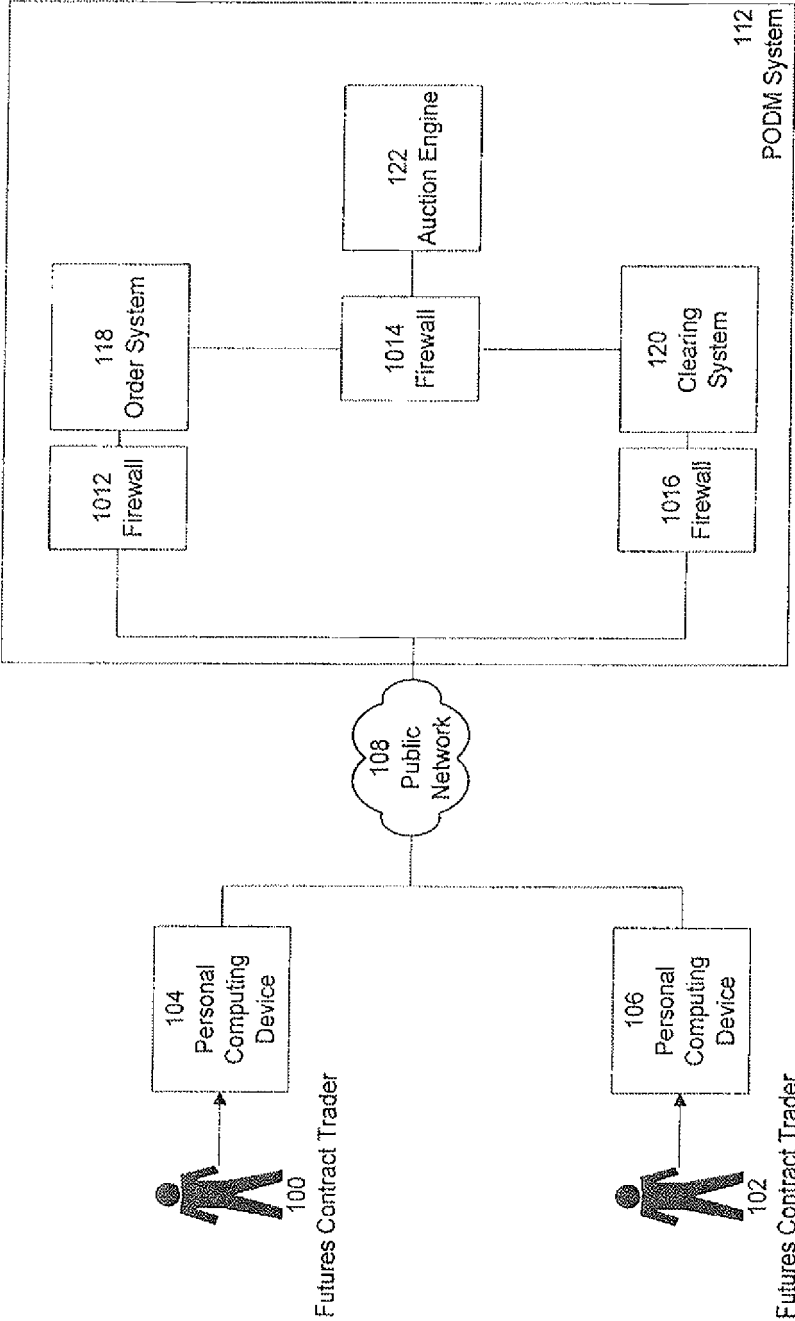 100
Futures Contract Trader
104
Personal
Computing
Device
102
Futures Contract Trader
106
Personal
Computing
Device
108
Public
Network
1012
Firewall
118
Order System
1014
Firewall
122
Auction Engine
1016
Firewall
120
Clearing
System
112
PODM System